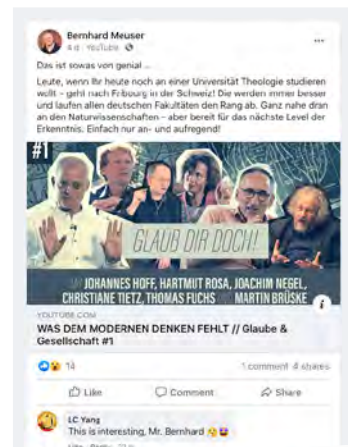 Bernhard Meuser
4 d · YouTube
Das ist sowas von genial ...
Leute, wenn Ihr heute noch an einer Universität Theologie studieren
wollt - geht nach Fribourg in der Schweiz! Die werden immer besser
und laufen allen deutschen Fakultäten den Rang ab. Ganz nahe dran
an den Naturwissenschaften - aber bereit für das nächste Level der
Erkenntnis. Einfach nur an- und aufregend!
#1
GLAUB DIR DOCH!
JOHANNES HOFF, HARTMUT ROSA, JOACHIM NEGEL,
CHRISTIANE TIETZ, THOMAS FUCHS MARTIN BRÜSKE
YOUTUBE.COM
WAS DEM MODERNEN DENKEN FEHLT // Glaube &
Gesellschaft #1
14
1 comment 4 shares
Like Comment Share
LC Yang
This is interesting, Mr. Bernhard